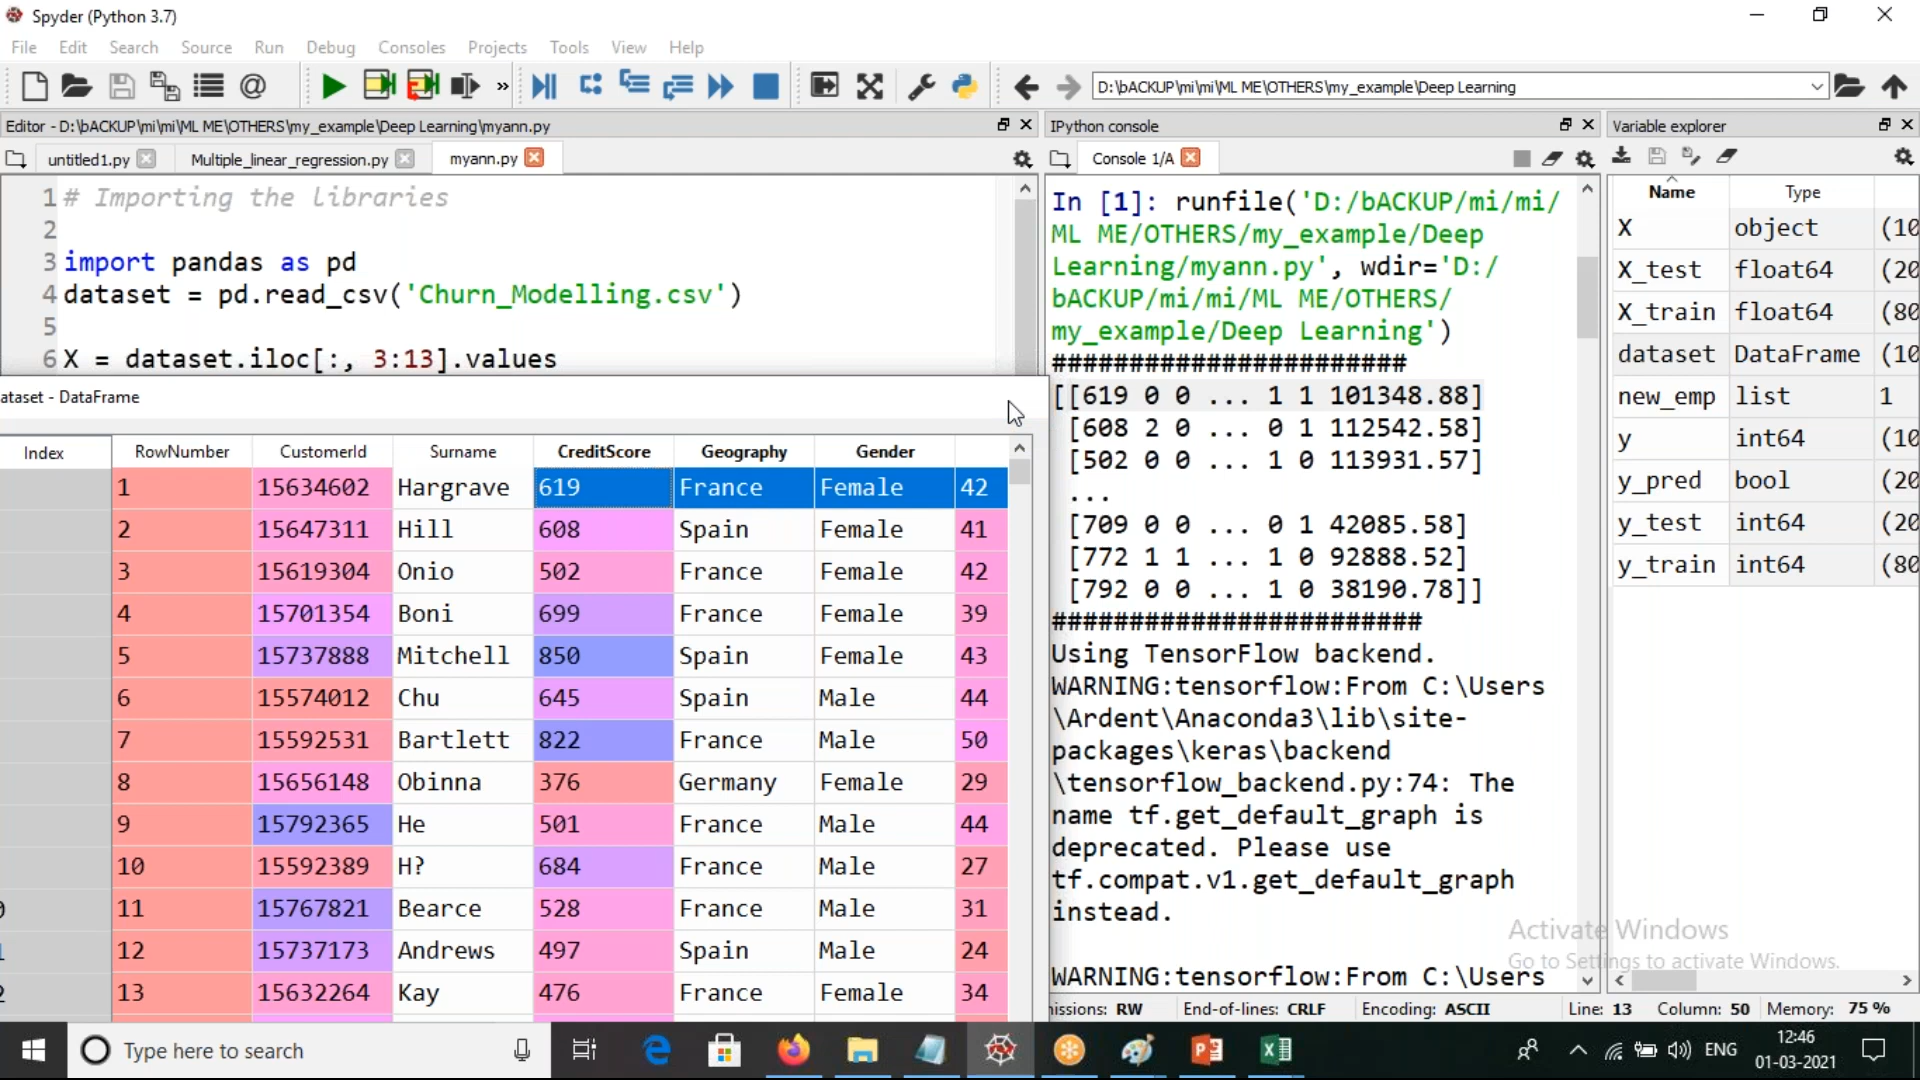 Spyder (Python 3.7)
File Edit Search Source Run Debug Consoles Projects Tools View Help
D:\bACKUP\mi\mi\ML ME\OTHERS\my_example\Deep Learning
Editor - D:\bACKUP\mi\mi\ML ME\OTHERS\my_example\Deep Learning\myann.py
untitled1.py Multiple_linear_regression.py myann.py
1 # Importing the libraries
2
3 import pandas as pd
4 dataset = pd.read_csv('Churn_Modelling.csv')
5
6 X = dataset.iloc[:, 3:13].values
ataset - DataFrame
Index RowNumber CustomerId Surname CreditScore Geography Gender
1 15634602 Hargrave 619 France Female 42
2 15647311 Hill 608 Spain Female 41
3 15619304 Onio 502 France Female 42
4 15701354 Boni 699 France Female 39
5 15737888 Mitchell 850 Spain Female 43
6 15574012 Chu 645 Spain Male 44
7 15592531 Bartlett 822 France Male 50
8 15656148 Obinna 376 Germany Female 29
9 15792365 He 501 France Male 44
10 15592389 H? 684 France Male 27
0 11 15767821 Bearce 528 France Male 31
1 12 15737173 Andrews 497 Spain Male 24
2 13 15632264 Kay 476 France Female 34
IPython console
Console 1/A
In [1]: runfile('D:/bACKUP/mi/mi/
ML ME/OTHERS/my_example/Deep
Learning/myann.py', wdir='D:/
bACKUP/mi/mi/ML ME/OTHERS/
my_example/Deep Learning')
#######################
[[619 0 0 ... 1 1 101348.88]
[608 2 0 ... 0 1 112542.58]
[502 0 0 ... 1 0 113931.57]
...
[709 0 0 ... 0 1 42085.58]
[772 1 1 ... 1 0 92888.52]
[792 0 0 ... 1 0 38190.78]]
########################
Using TensorFlow backend.
WARNING:tensorflow:From C:\Users
\Ardent\Anaconda3\lib\site-
packages\keras\backend
\tensorflow_backend.py:74: The
name tf.get_default_graph is
deprecated. Please use
tf.compat.v1.get_default_graph
instead.
WARNING:tensorflow:From C:\Users
Variable explorer
Name Type
X object (10
X_test float64 (20
X_train float64 (80
dataset DataFrame (10
new_emp list 1
y int64 (10
y_pred bool (20
y_test int64 (20
y_train int64 (80
Activate Windows
Go to Settings to activate Windows.
issions: RW End-of-lines: CRLF Encoding: ASCII Line: 13 Column: 50 Memory: 75 %
Type here to search
ENG
12:46
01-03-2021